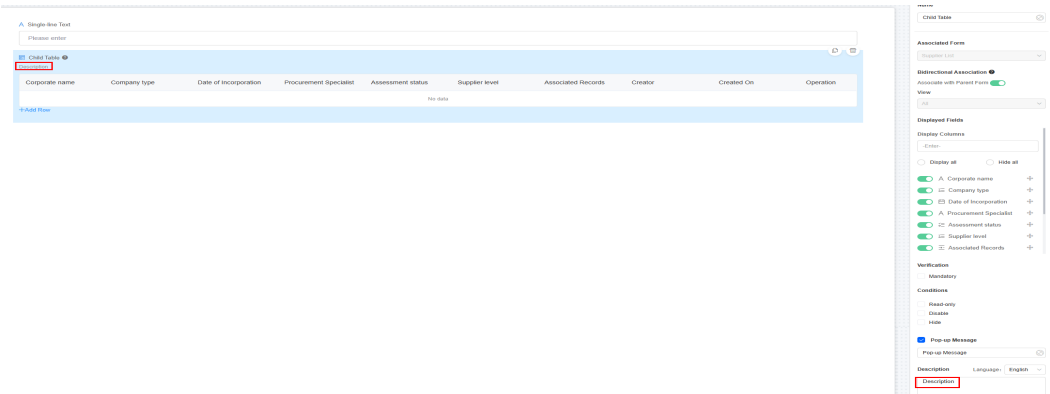 Single-line Text
Please enter
Child Table
Description
Corporate name Company type Date of Incorporation Procurement Specialist Assessment status Supplier level Associated Records Creator Created On Operation
No data
+Add Row
Name
Child Table
Associated Form
Supplier List
Bidirectional Association
Associate with Parent Form
View
All
Displayed Fields
Display Columns
-Enter-
Display all Hide all
A Corporate name
Company type
Date of Incorporation
A Procurement Specialist
Assessment status
Supplier level
Associated Records
Verification
Mandatory
Conditions
Read-only
Disable
Hide
Pop-up Message
Pop-up Message
Description Language: English
Description